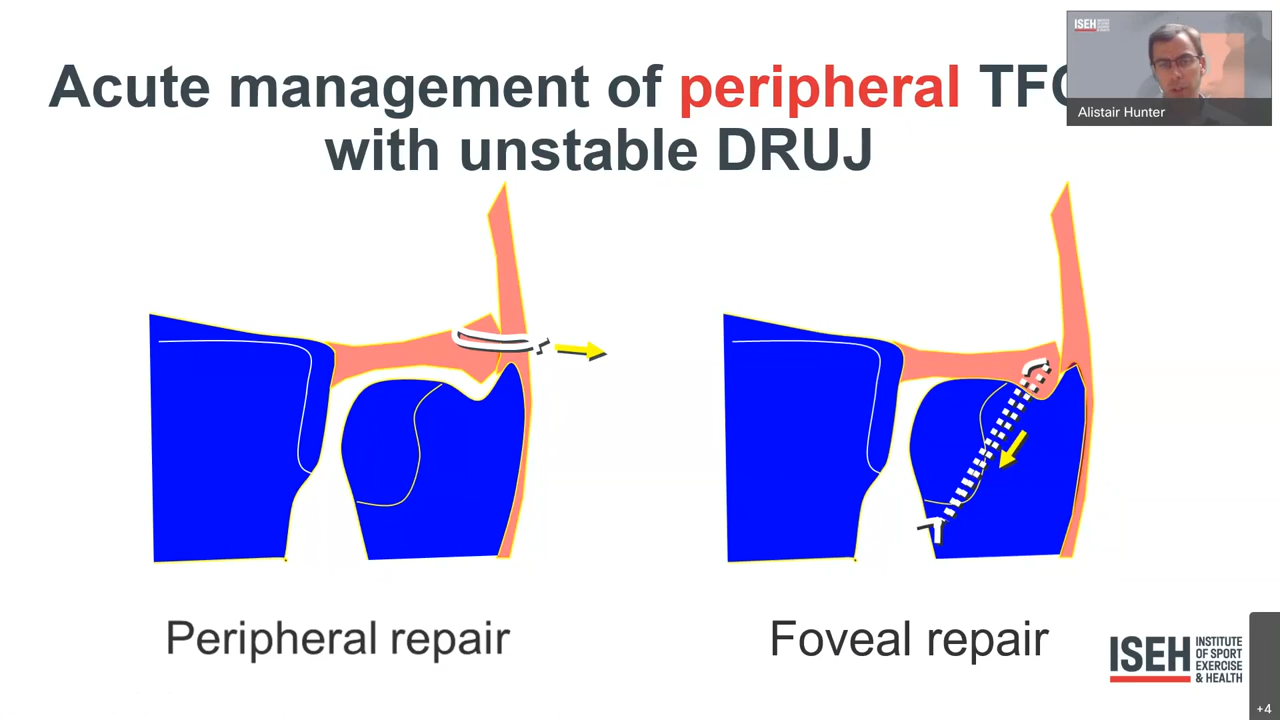 Acute management of peripheral TFC
with unstable DRUJ
ISEH
Alistair Hunter
Peripheral repair
Foveal repair
ISEH
INSTITUTE
OF SPORT
EXERCISE
& HEALTH
+4